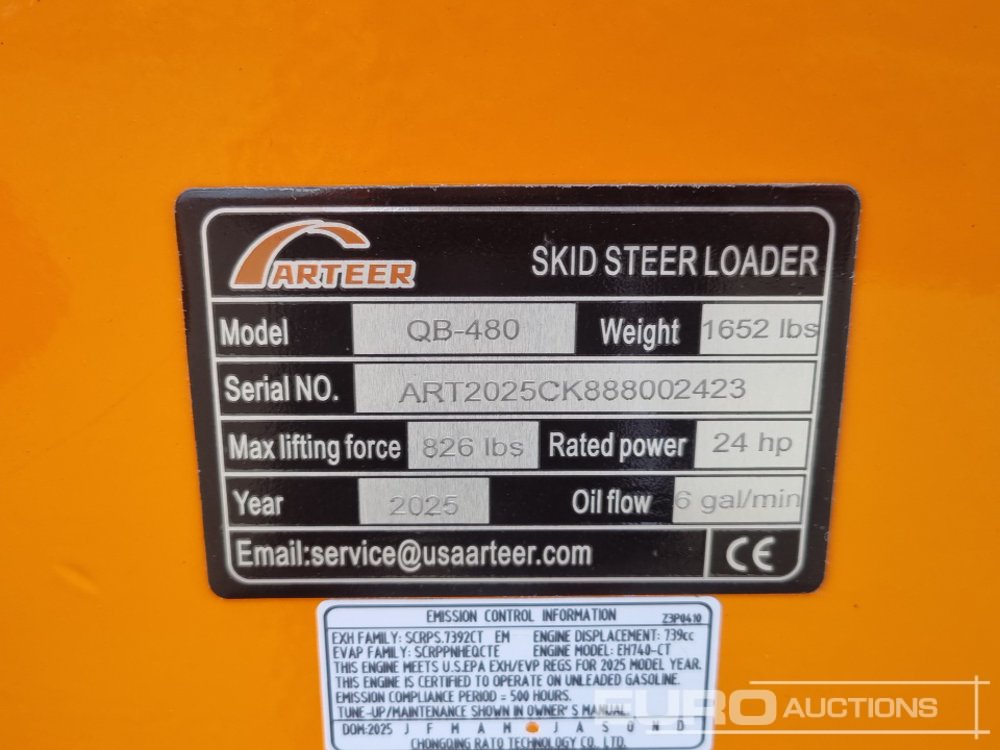 ARTEER SKID STEER LOADER
Model QB-480 Weight 1652 lbs
Serial NO. ART2025CK888002423
Max lifting force 826 lbs Rated power 24 hp
Year 2025 Oil flow 6 gal/min
Email:service@usaarteer.com CE
EMISSION CONTROL INFORMATION Z3P0410
EXH FAMILY: SCRPS.7392CT EM ENGINE DISPLACEMENT: 739cc
EVAP FAMILY: SCRPPNHEQCTE ENGINE MODEL: EH740-CT
THIS ENGINE MEETS U.S.EPA EXH/EVP REGS FOR 2025 MODEL YEAR.
THIS ENGINE IS CERTIFIED TO OPERATE ON UNLEADED GASOLINE.
EMISSION COMPLIANCE PERIOD = 500 HOURS.
TUNE-UP/MAINTENANCE SHOWN IN OWNER'S MANUAL.
DOM:2025 J F M A M J A S O N D
CHONGQING RATO TECHNOLOGY CO., LTD.
EURO AUCTIONS